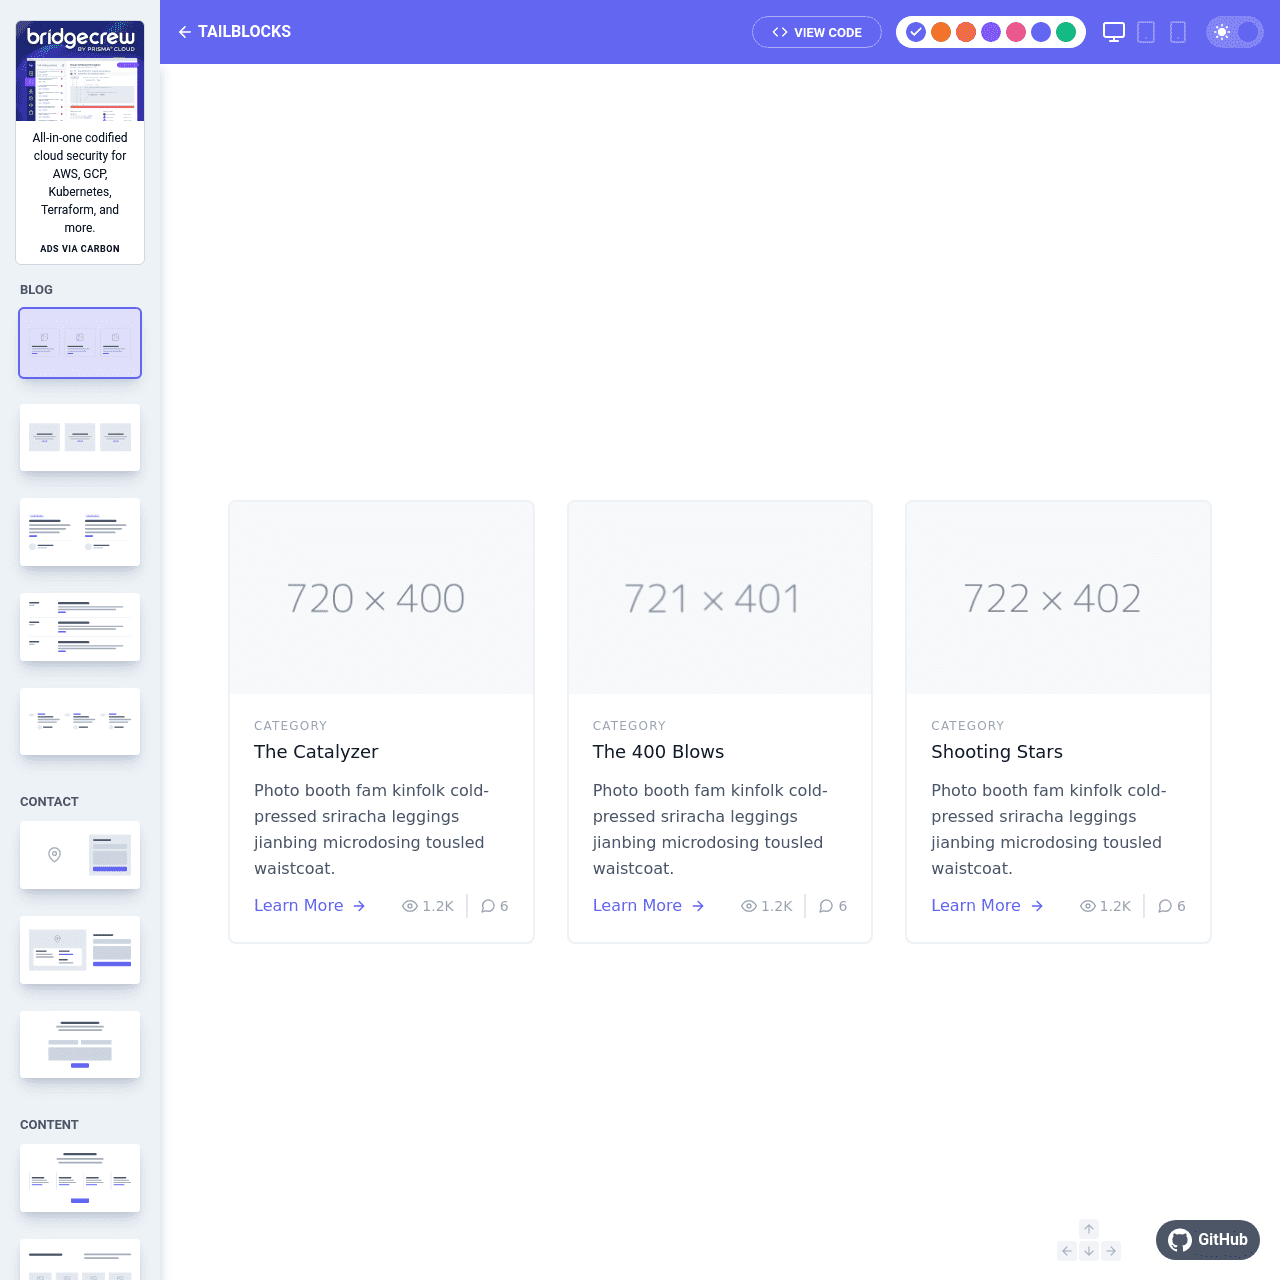 bridgecrew
BY PRISMA CLOUD
All-in-one codified
cloud security for
AWS, GCP,
Kubernetes,
Terraform, and
more.
ADS VIA CARBON
BLOG
CONTACT
CONTENT
TAILBLOCKS
VIEW CODE
720 × 400
CATEGORY
The Catalyzer
Photo booth fam kinfolk cold-
pressed sriracha leggings
jianbing microdosing tousled
waistcoat.
Learn More
1.2K
6
721 × 401
CATEGORY
The 400 Blows
Photo booth fam kinfolk cold-
pressed sriracha leggings
jianbing microdosing tousled
waistcoat.
Learn More
1.2K
6
722 × 402
CATEGORY
Shooting Stars
Photo booth fam kinfolk cold-
pressed sriracha leggings
jianbing microdosing tousled
waistcoat.
Learn More
1.2K
6
GitHub